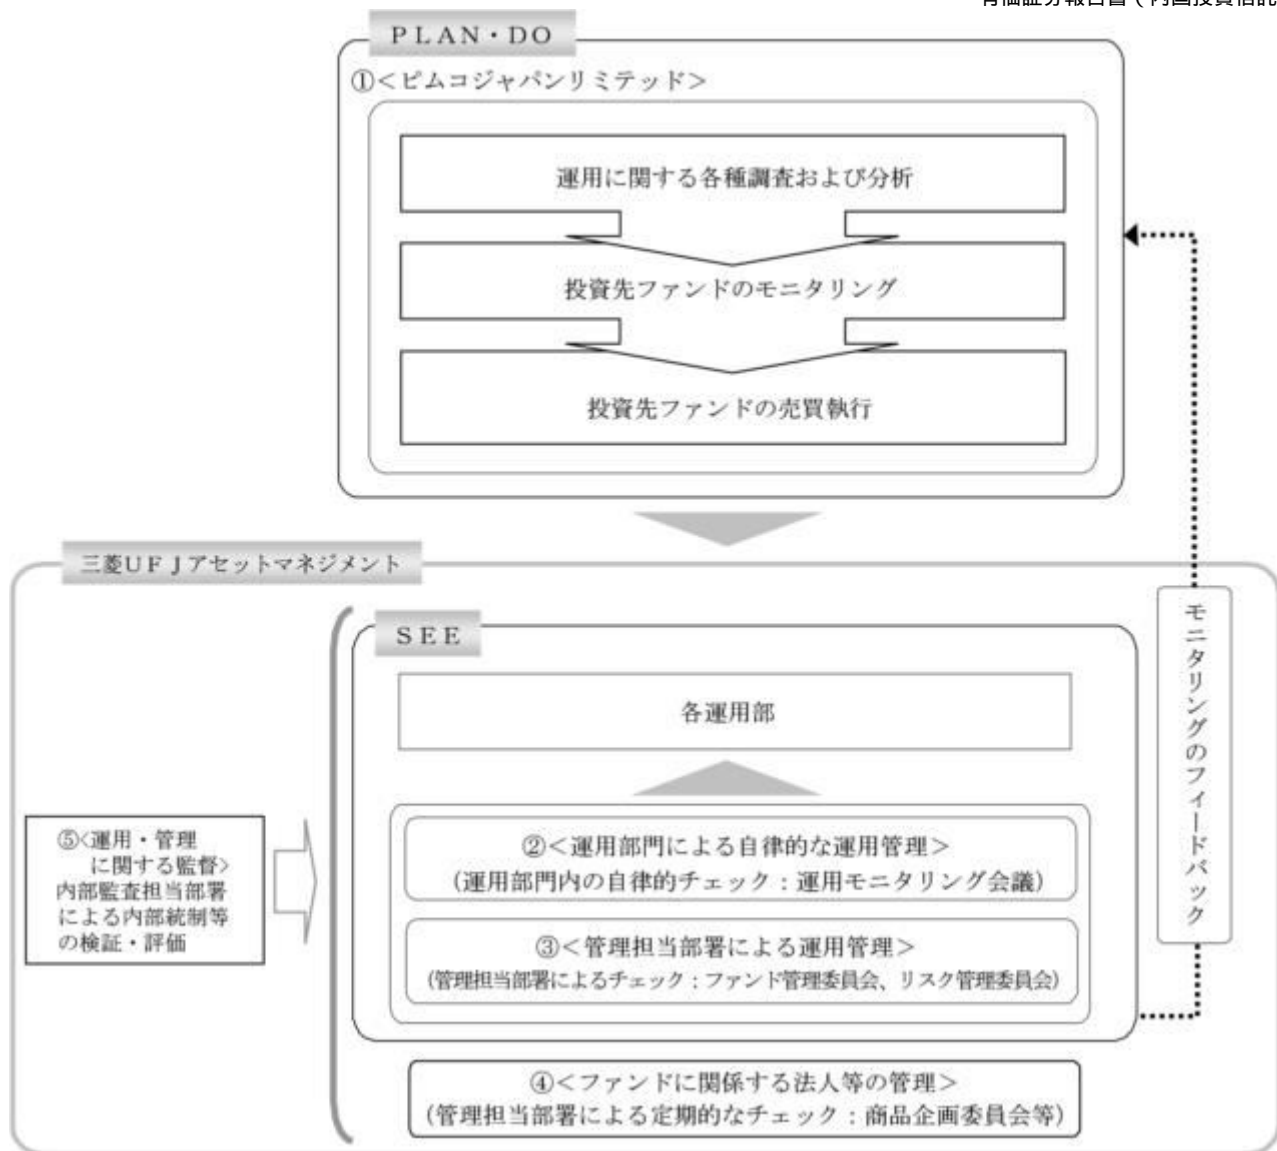 PLAN・DO
①＜ピムコジャパンリミテッド＞
運用に関する各種調査および分析
投資先ファンドのモニタリング
投資先ファンドの売買執行
三菱ＵＦＪアセットマネジメント
SEE
各運用部
②＜運用部門による自律的な運用管理＞
（運用部門内の自律的チェック：運用モニタリング会議）
③＜管理担当部署による運用管理＞
（管理担当部署によるチェック：ファンド管理委員会、リスク管理委員会）
④＜ファンドに関係する法人等の管理＞
（管理担当部署による定期的なチェック：商品企画委員会等）
⑤＜運用・管理
に関する監督＞
内部監査担当部署
による内部統制等
の検証・評価
モニタリングのフィードバック